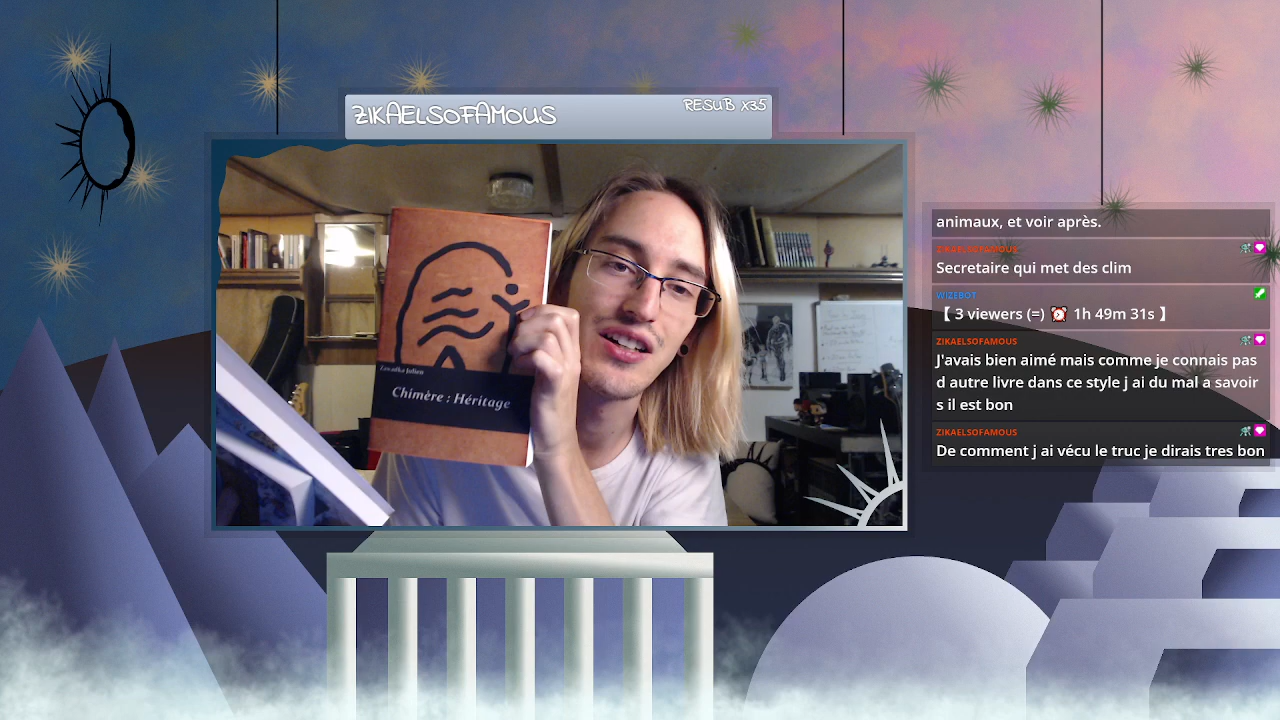 ZIKAELSOFAMOUS
RESUB X35
Zawadka Julien
Chimère : Héritage
animaux, et voir après.
ZIKAELSOFAMOUS
Secretaire qui met des clim
WIZEBOT
【 3 viewers (=) ⏰ 1h 49m 31s 】
ZIKAELSOFAMOUS
J'avais bien aimé mais comme je connais pas
d autre livre dans ce style j ai du mal a savoir
s il est bon
ZIKAELSOFAMOUS
De comment j ai vécu le truc je dirais tres bon